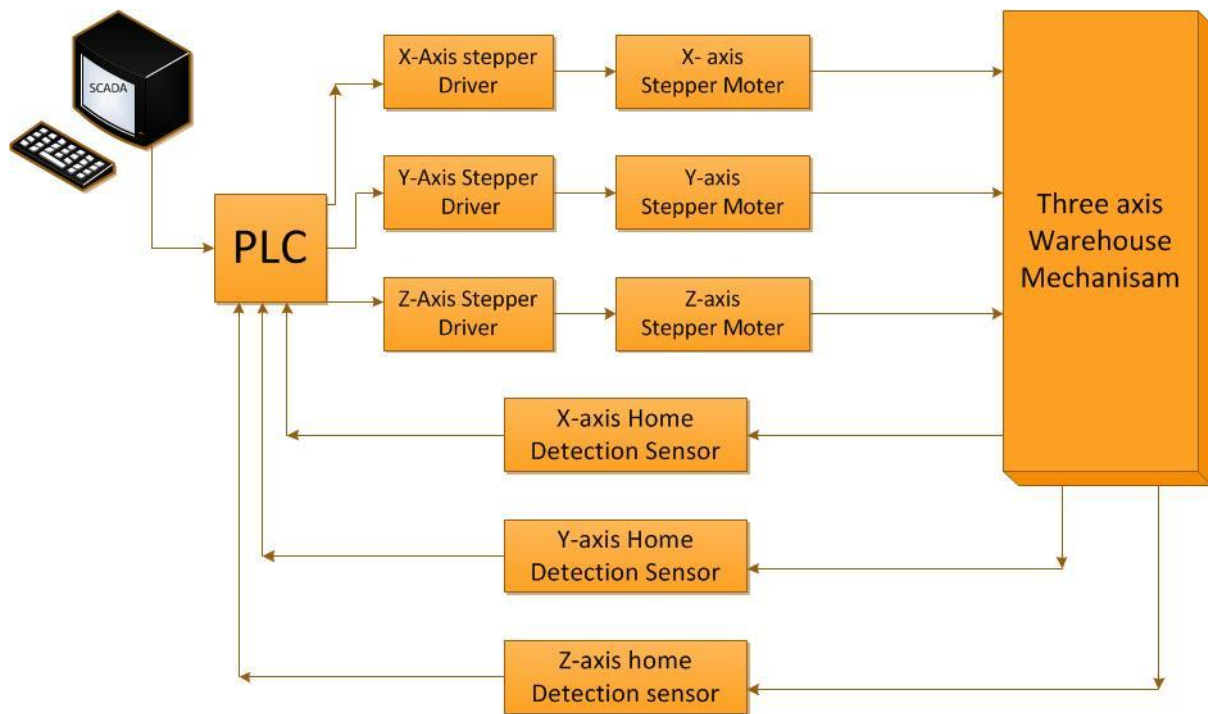 SCADA
PLC
X-Axis stepper
Driver
X- axis
Stepper Moter
Y-Axis Stepper
Driver
Y-axis
Stepper Moter
Z-Axis Stepper
Driver
Z-axis
Stepper Moter
Three axis
Warehouse
Mechanisam
X-axis Home
Detection Sensor
Y-axis Home
Detection Sensor
Z-axis home
Detection sensor